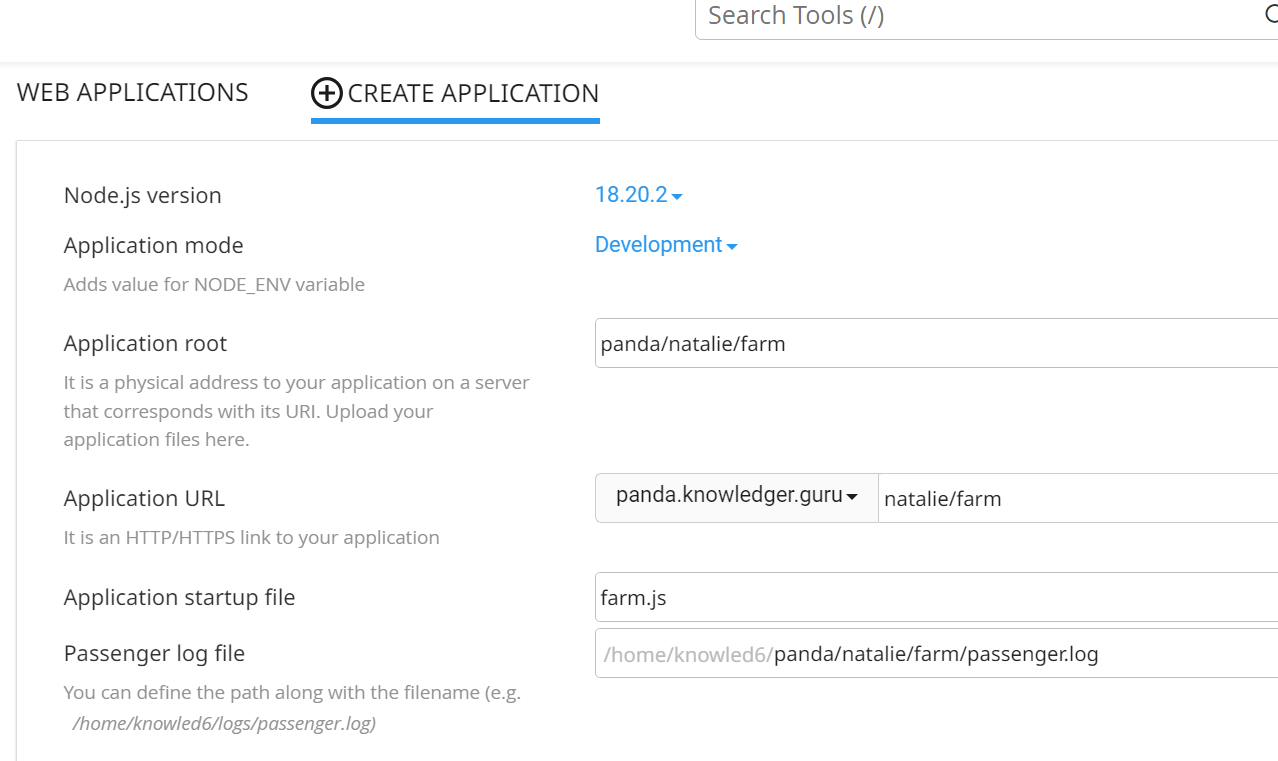 Search Tools (/)
WEB APPLICATIONS
CREATE APPLICATION
Node.js version
18.20.2
Application mode
Development
Adds value for NODE_ENV variable
Application root
panda/natalie/farm
It is a physical address to your application on a server
that corresponds with its URI. Upload your
application files here.
Application URL
panda.knowledger.guru
natalie/farm
It is an HTTP/HTTPS link to your application
Application startup file
farm.js
Passenger log file
/home/knowled6/panda/natalie/farm/passenger.log
You can define the path along with the filename (e.g.
/home/knowled6/logs/passenger.log)